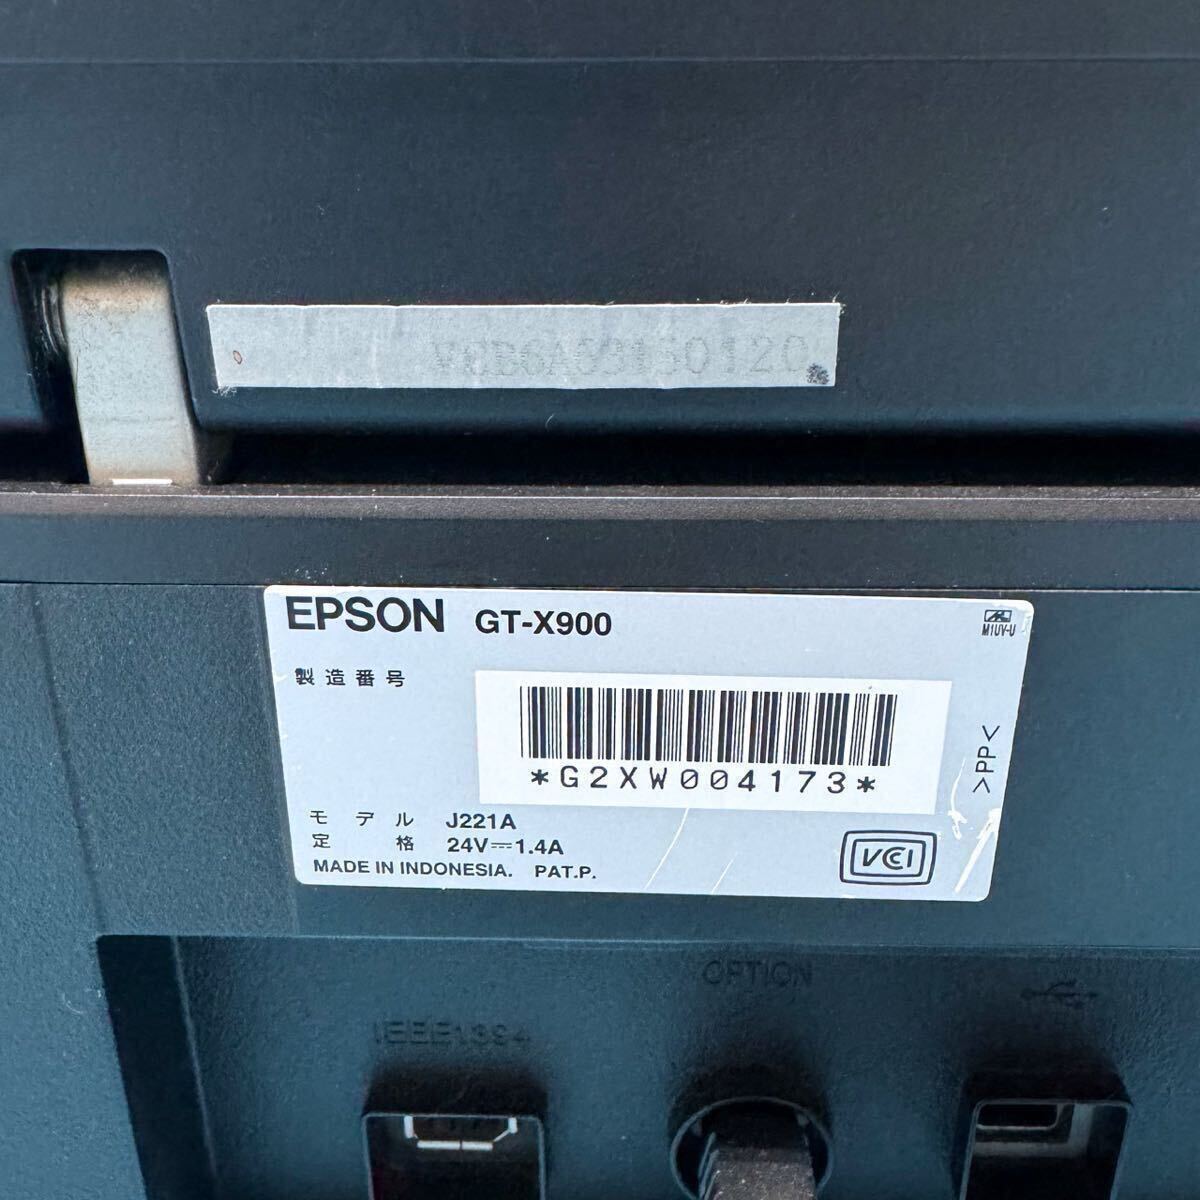 EPSON GT-X900
M1UV-U
製造番号
*G2XW004173*
>PP<
モデル J221A
定格 24V⎓1.4A
MADE IN INDONESIA. PAT.P.
VCI
OPTION
IEEE1394